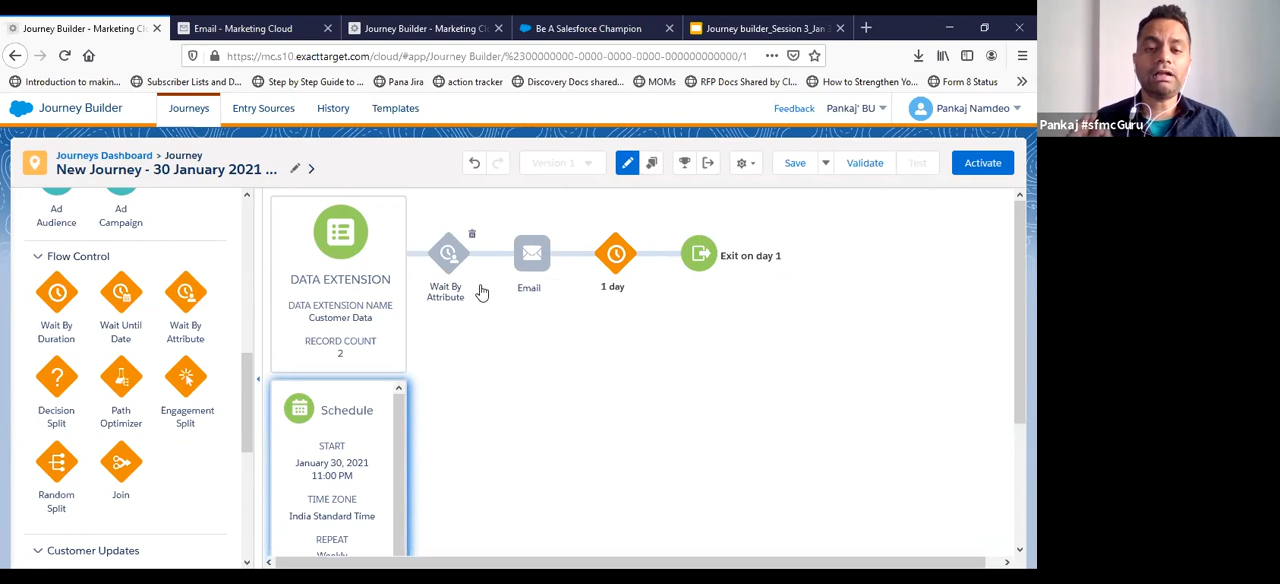 Journey Builder - Marketing Clo
Email - Marketing Cloud
Journey Builder - Marketing Cl
Be A Salesforce Champion
Journey builder_Session 3_Jan 3
https://mc.s10.exacttarget.com/cloud/#app/Journey Builder/%2300000000-0000-0000-0000-000000000000/1
Introduction to makin...
Subscriber Lists and D...
Step by Step Guide to ...
Pana Jira
action tracker
Discovery Docs shared...
MOMs
RFP Docs Shared by Cl...
How to Strengthen Yo...
Form 8 Status
Journey Builder
Journeys
Entry Sources
History
Templates
Feedback
Pankaj' BU
Pankaj Namdeo
Pankaj #sfmcGuru
Journeys Dashboard > Journey
New Journey - 30 January 2021 ...
Version 1
Save
Validate
Test
Activate
Ad
Audience
Ad
Campaign
Flow Control
Wait By
Duration
Wait Until
Date
Wait By
Attribute
Decision
Split
Path
Optimizer
Engagement
Split
Random
Split
Join
Customer Updates
DATA EXTENSION
DATA EXTENSION NAME
Customer Data
RECORD COUNT
2
Wait By
Attribute
Email
1 day
Exit on day 1
Schedule
START
January 30, 2021
11:00 PM
TIME ZONE
India Standard Time
REPEAT
Weekly